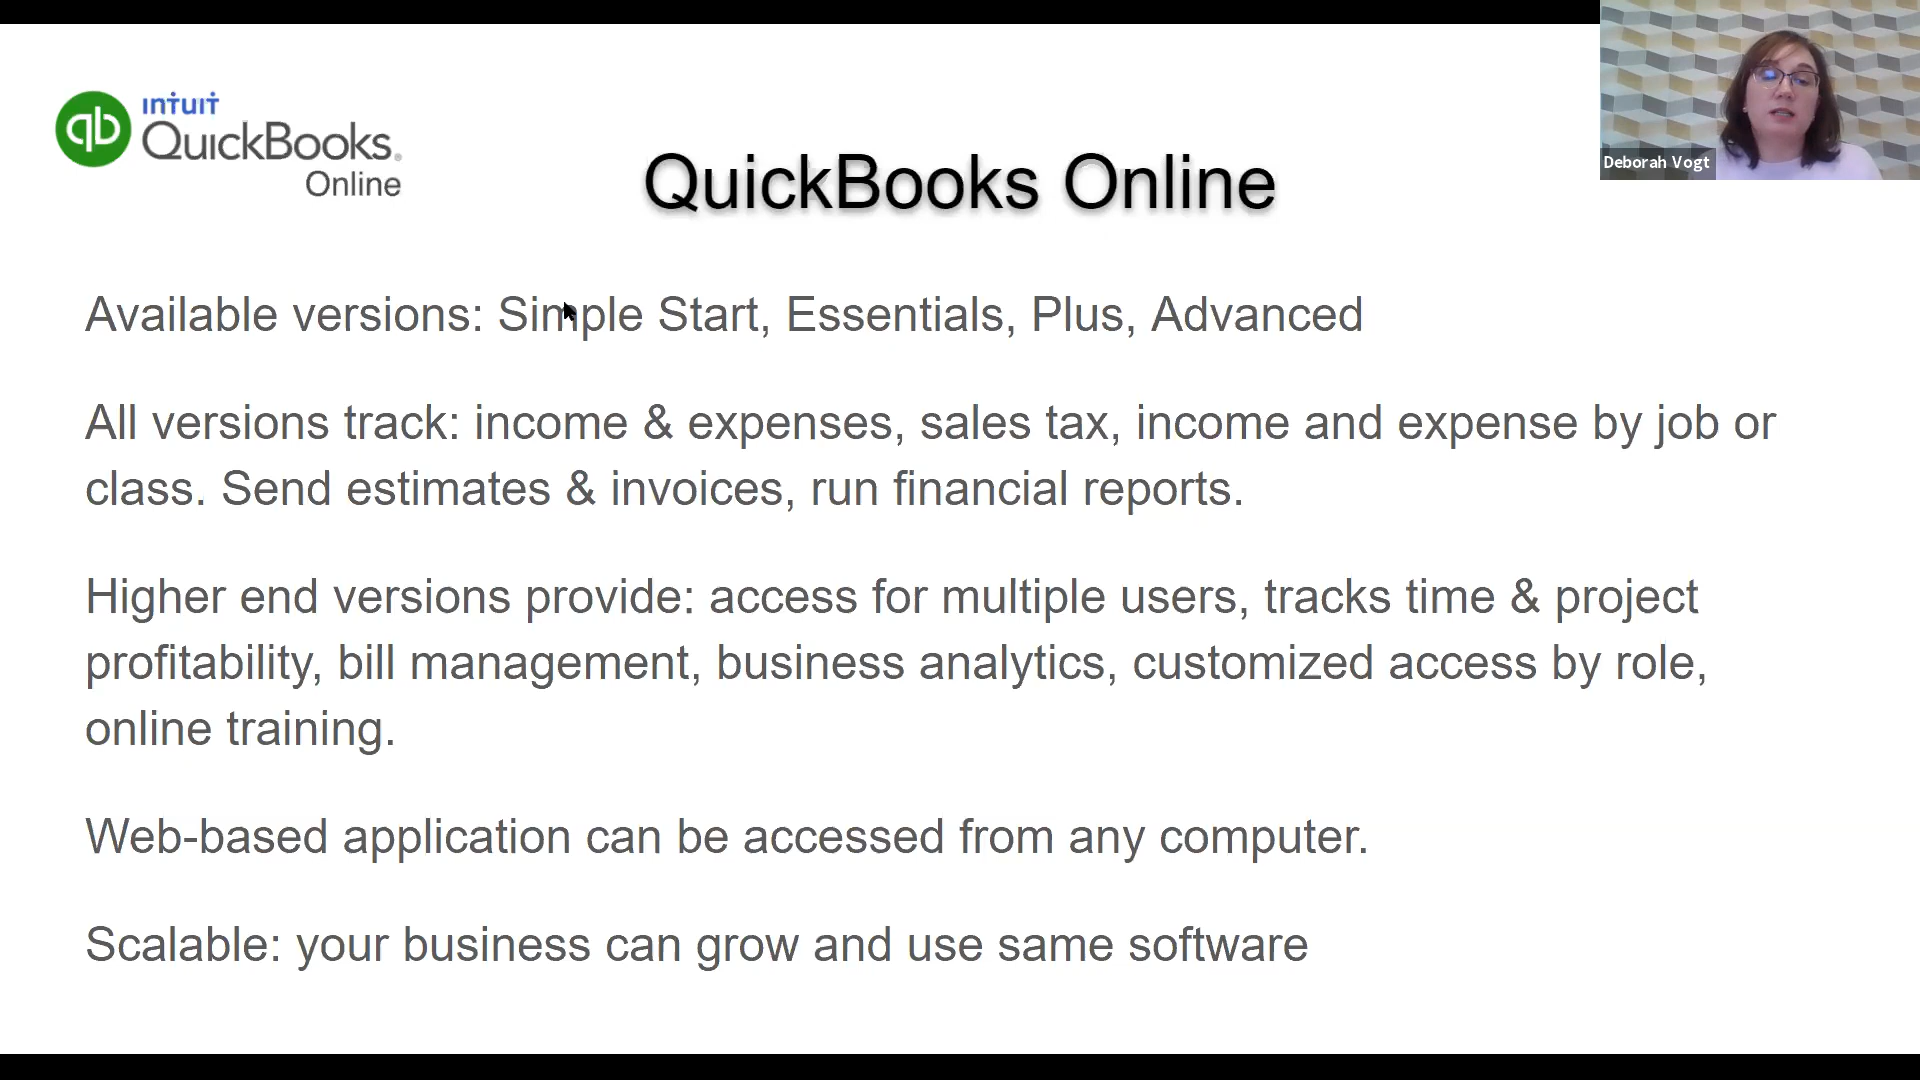 intuit
QuickBooks.
Online
Deborah Vogt
QuickBooks Online
Available versions: Simple Start, Essentials, Plus, Advanced
All versions track: income & expenses, sales tax, income and expense by job or
class. Send estimates & invoices, run financial reports.
Higher end versions provide: access for multiple users, tracks time & project
profitability, bill management, business analytics, customized access by role,
online training.
Web-based application can be accessed from any computer.
Scalable: your business can grow and use same software